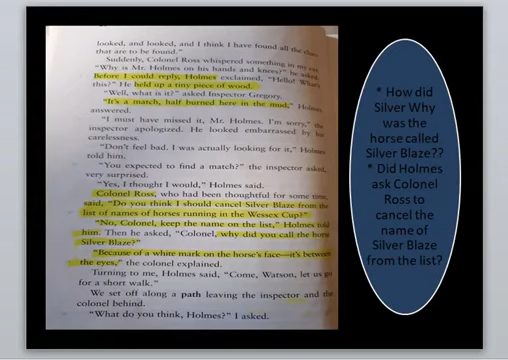 looked, and looked, and I think I have found all the clues
that are to be found."
Suddenly, Colonel Ross whispered something in my ear.
"Why is Mr. Holmes on his hands and knees?" he asked.
Before I could reply, Holmes exclaimed, "Hello! What's
this?" He held up a tiny piece of wood.
"Well, what is it?" asked Inspector Gregory.
"It's a match, half burned here in the mud," Holmes
answered.
"I must have missed it, Mr. Holmes. I'm sorry," the
inspector apologized. He looked embarrassed by his
carelessness.
"Don't feel bad. I was actually looking for it," Holmes
told him.
"You expected to find a match?" the inspector asked,
very surprised.
"Yes, I thought I would," Holmes said.
Colonel Ross, who had been thoughtful for some time,
said, "Do you think I should cancel Silver Blaze from the
list of names of horses running in the Wessex Cup?"
"No, Colonel, keep the name on the list," Holmes told
him. Then he asked, "Colonel, why did you call the horse
Silver Blaze?"
"Because of a white mark on the horse's face—it's between
the eyes," the colonel explained.
Turning to me, Holmes said, "Come, Watson, let us go
for a short walk."
We set off along a path leaving the inspector and the
colonel behind.
"What do you think, Holmes?" I asked.
* How did
Silver Why
was the
horse called
Silver Blaze??
* Did Holmes
ask Colonel
Ross to
cancel the
name of
Silver Blaze
from the list?